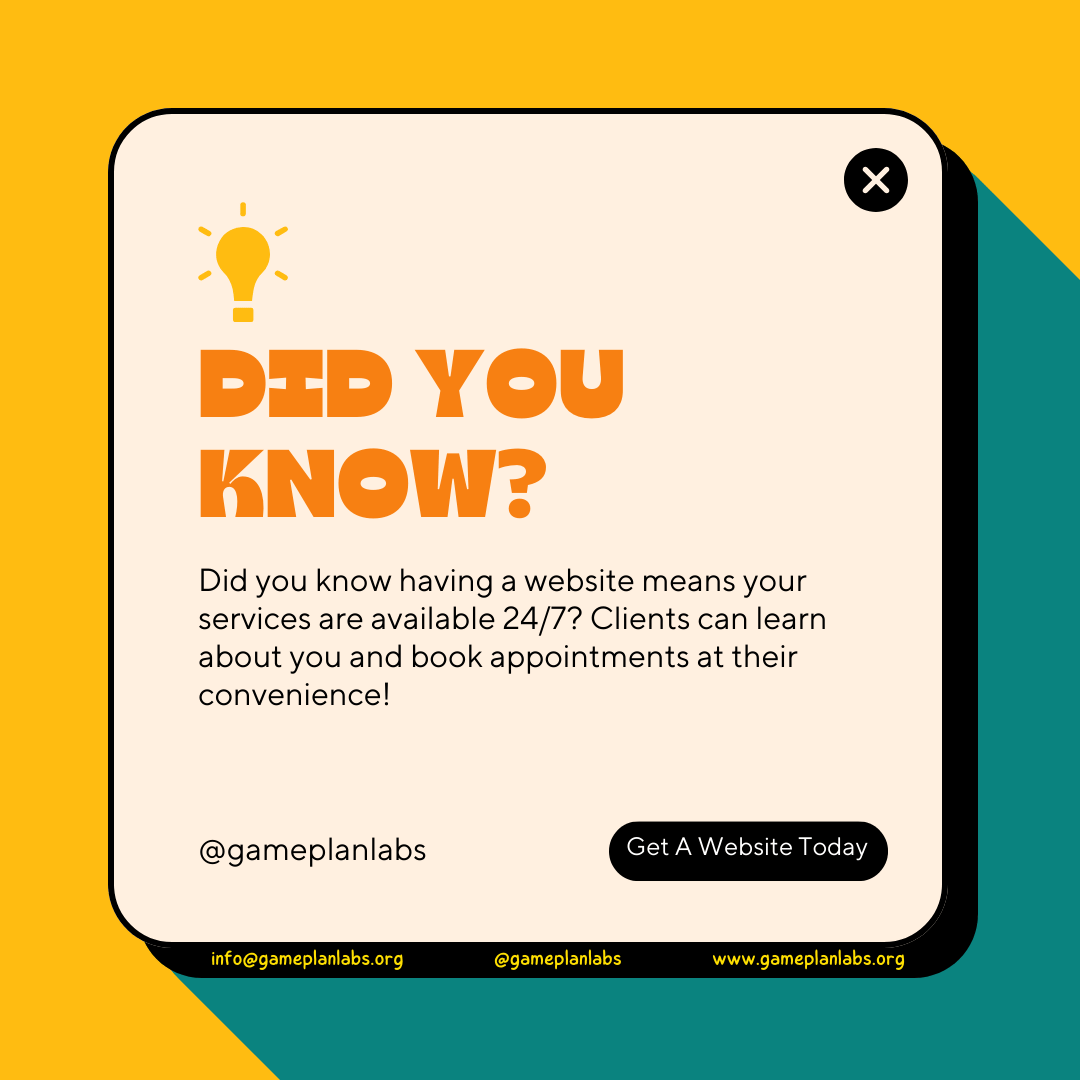 DID YOU
KNOW?
Did you know having a website means your
services are available 24/7? Clients can learn
about you and book appointments at their
convenience!
@gameplanlabs
Get A Website Today
info@gameplanlabs.org
@gameplanlabs
www.gameplanlabs.org